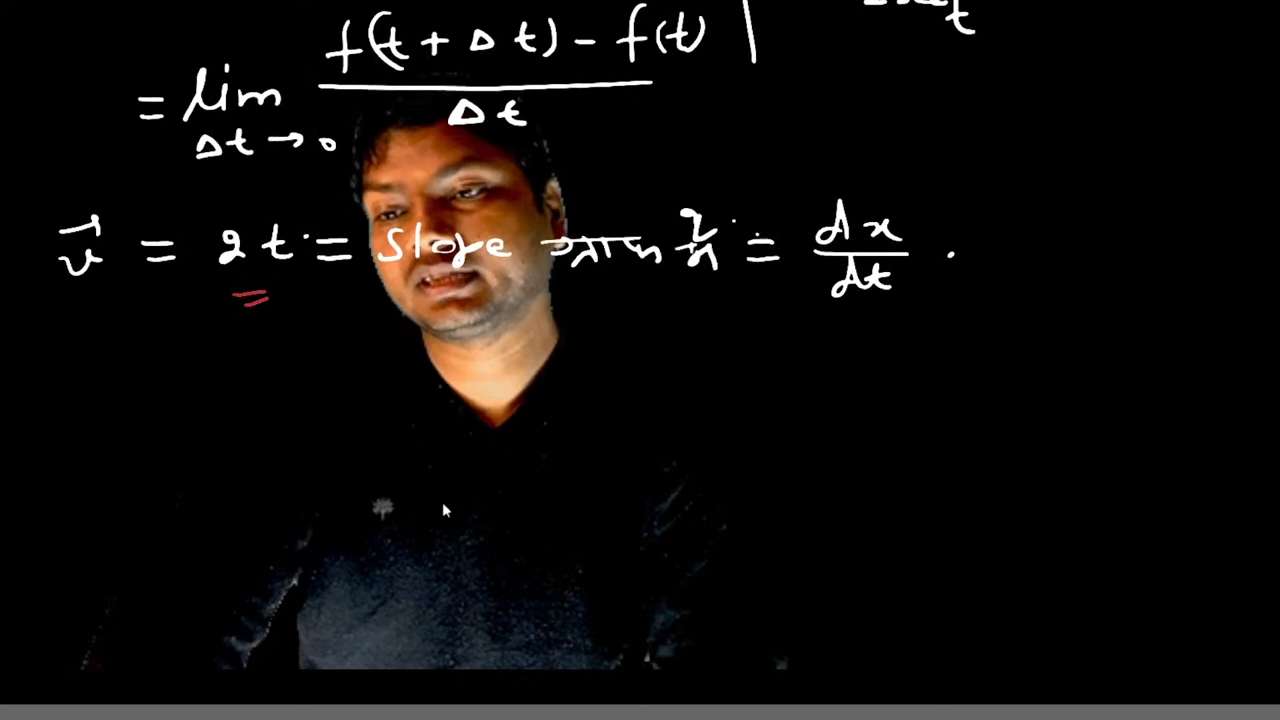 f(t + Δt) - f(t) |
t
= lim
Δt → 0
Δt
v⃗ = 2t = Slope = dx/dt .